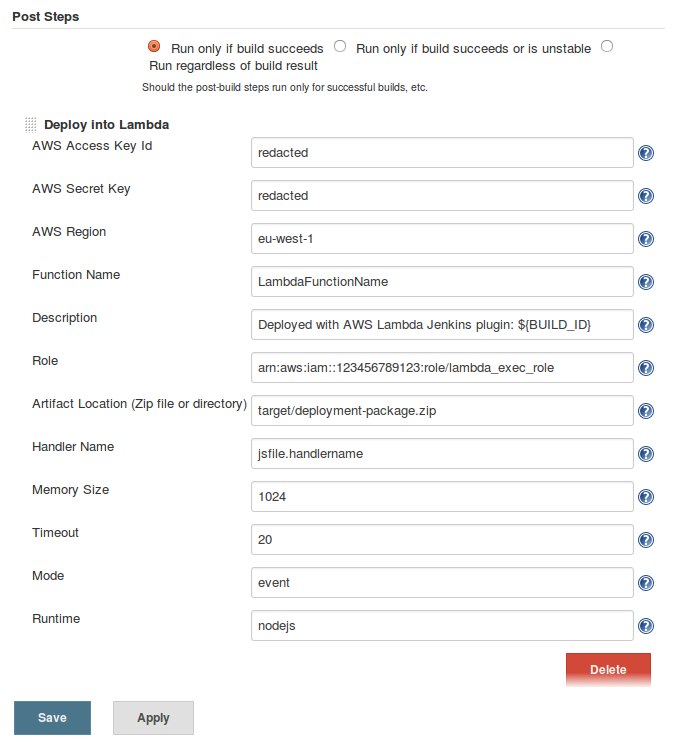 Post Steps
Run only if build succeeds Run only if build succeeds or is unstable
Run regardless of build result
Should the post-build steps run only for successful builds, etc.
Deploy into Lambda
AWS Access Key Id redacted ?
AWS Secret Key redacted ?
AWS Region eu-west-1 ?
Function Name LambdaFunctionName ?
Description Deployed with AWS Lambda Jenkins plugin: ${BUILD_ID} ?
Role arn:aws:iam::123456789123:role/lambda_exec_role ?
Artifact Location (Zip file or directory) target/deployment-package.zip ?
Handler Name jsfile.handlername ?
Memory Size 1024 ?
Timeout 20 ?
Mode event ?
Runtime nodejs ?
Delete
Save Apply